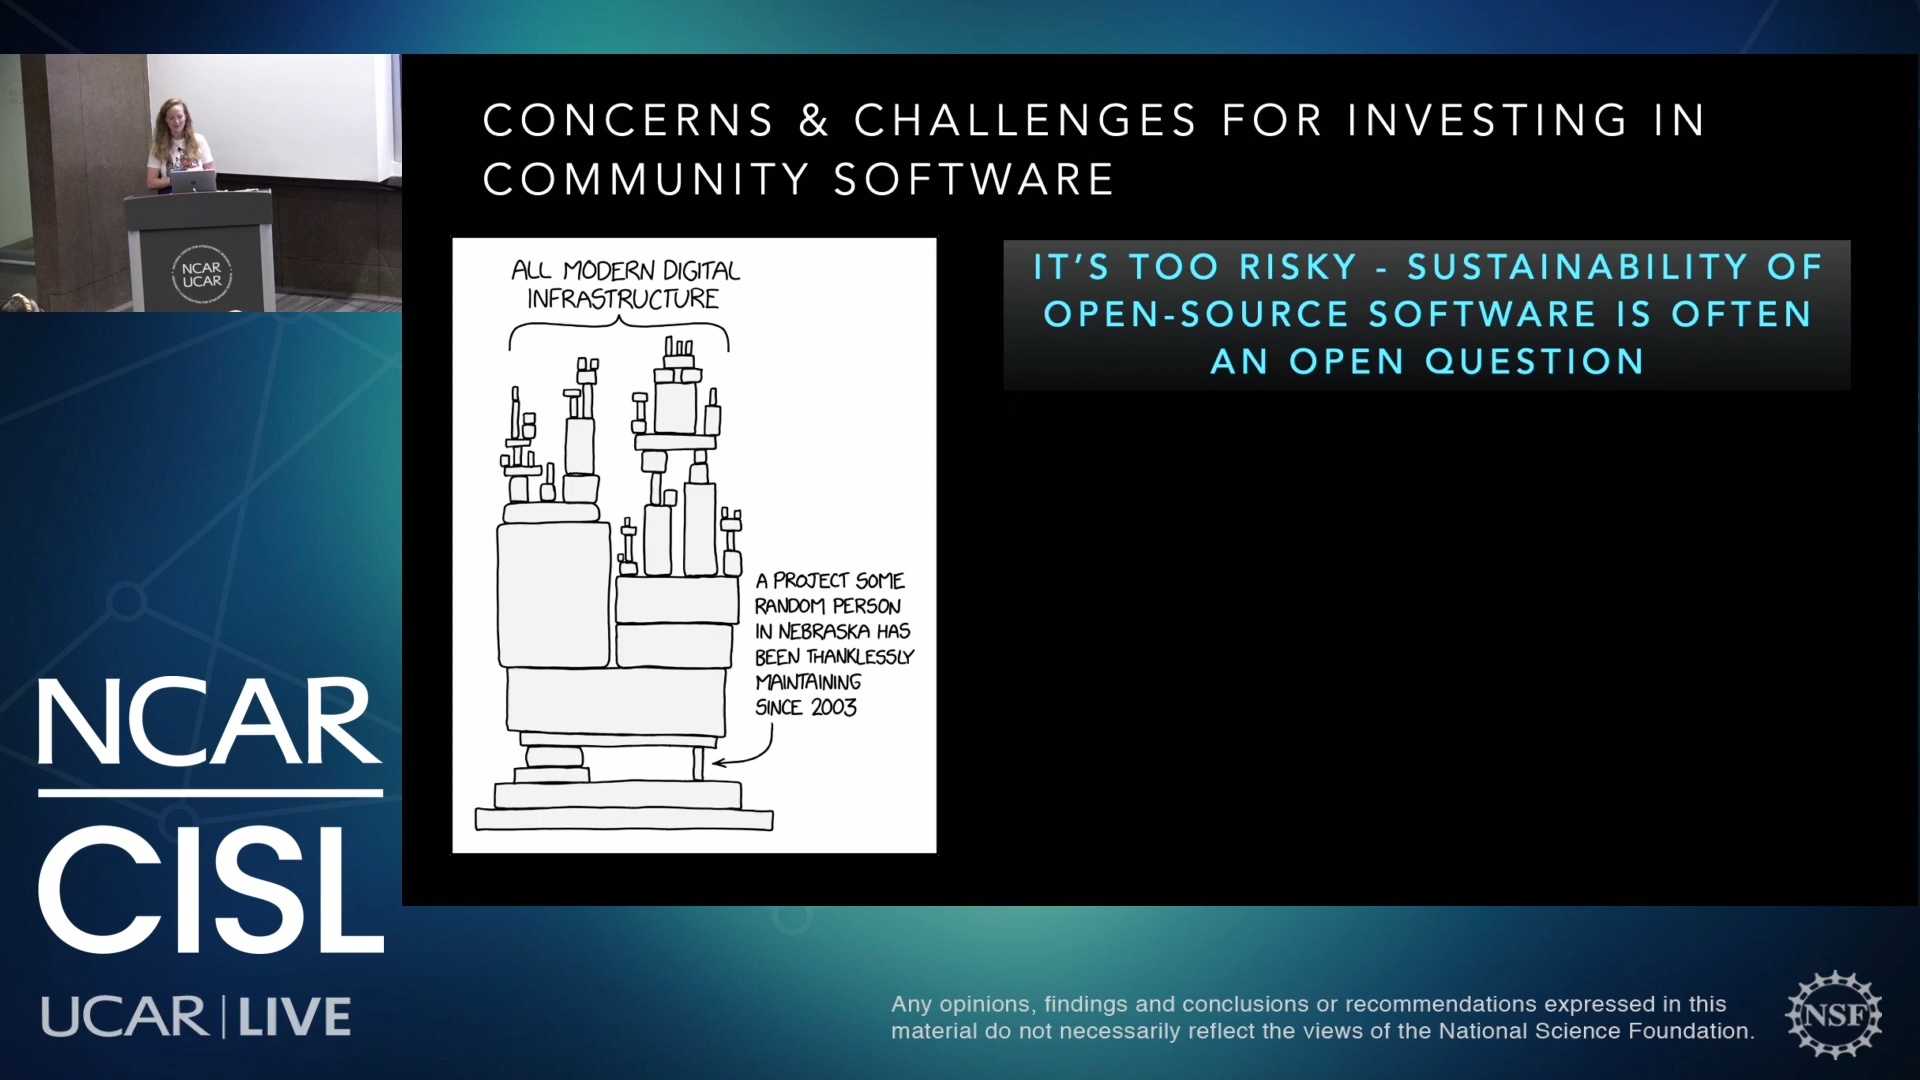 CONCERNS & CHALLENGES FOR INVESTING IN
COMMUNITY SOFTWARE
NCAR
UCAR
ALL MODERN DIGITAL
INFRASTRUCTURE
A PROJECT SOME
RANDOM PERSON
IN NEBRASKA HAS
BEEN THANKLESSLY
MAINTAINING
SINCE 2003
IT'S TOO RISKY - SUSTAINABILITY OF
OPEN-SOURCE SOFTWARE IS OFTEN
AN OPEN QUESTION
NCAR
CISL
UCAR | LIVE
Any opinions, findings and conclusions or recommendations expressed in this
material do not necessarily reflect the views of the National Science Foundation.
NSF